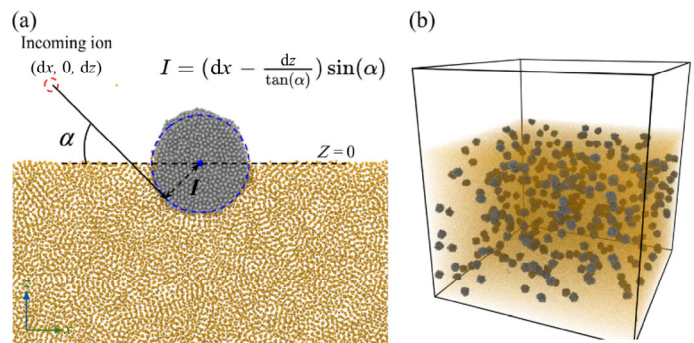 (a)
Incoming ion
(dx, 0, dz)
I = (dx − dz/tan(α)) sin(α)
α
Z = 0
I
z
x
(b)